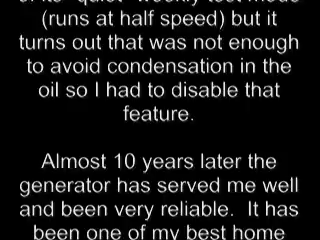 of its "quiet" weekly test mode
(runs at half speed) but it
turns out that was not enough
to avoid condensation in the
oil so I had to disable that
feature.
Almost 10 years later the
generator has served me well
and been very reliable.  It has
been one of my best home